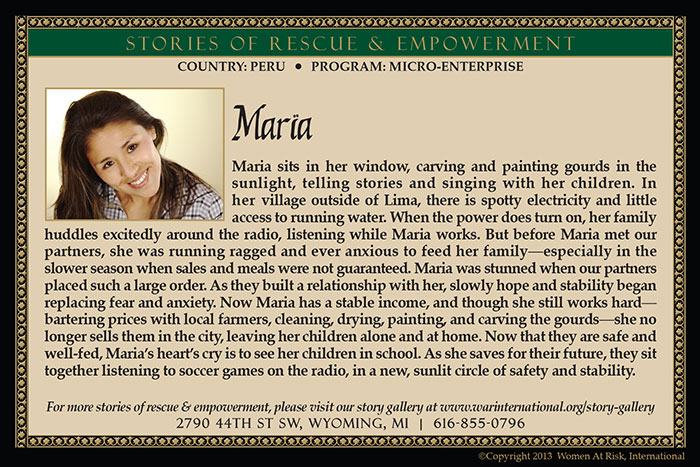 STORIES OF RESCUE & EMPOWERMENT
COUNTRY: PERU • PROGRAM: MICRO-ENTERPRISE
Maria
Maria sits in her window, carving and painting gourds in the
sunlight, telling stories and singing with her children. In
her village outside of Lima, there is spotty electricity and little
access to running water. When the power does turn on, her family
huddles excitedly around the radio, listening while Maria works. But before Maria met our
partners, she was running ragged and ever anxious to feed her family—especially in the
slower season when sales and meals were not guaranteed. Maria was stunned when our partners
placed such a large order. As they built a relationship with her, slowly hope and stability began
replacing fear and anxiety. Now Maria has a stable income, and though she still works hard—
bartering prices with local farmers, cleaning, drying, painting, and carving the gourds—she no
longer sells them in the city, leaving her children alone and at home. Now that they are safe and
well-fed, Maria's heart's cry is to see her children in school. As she saves for their future, they sit
together listening to soccer games on the radio, in a new, sunlit circle of safety and stability.
For more stories of rescue & empowerment, please visit our story gallery at www.warinternational.org/story-gallery
2790 44TH ST SW, WYOMING, MI | 616-855-0796
©Copyright 2013 Women At Risk, International